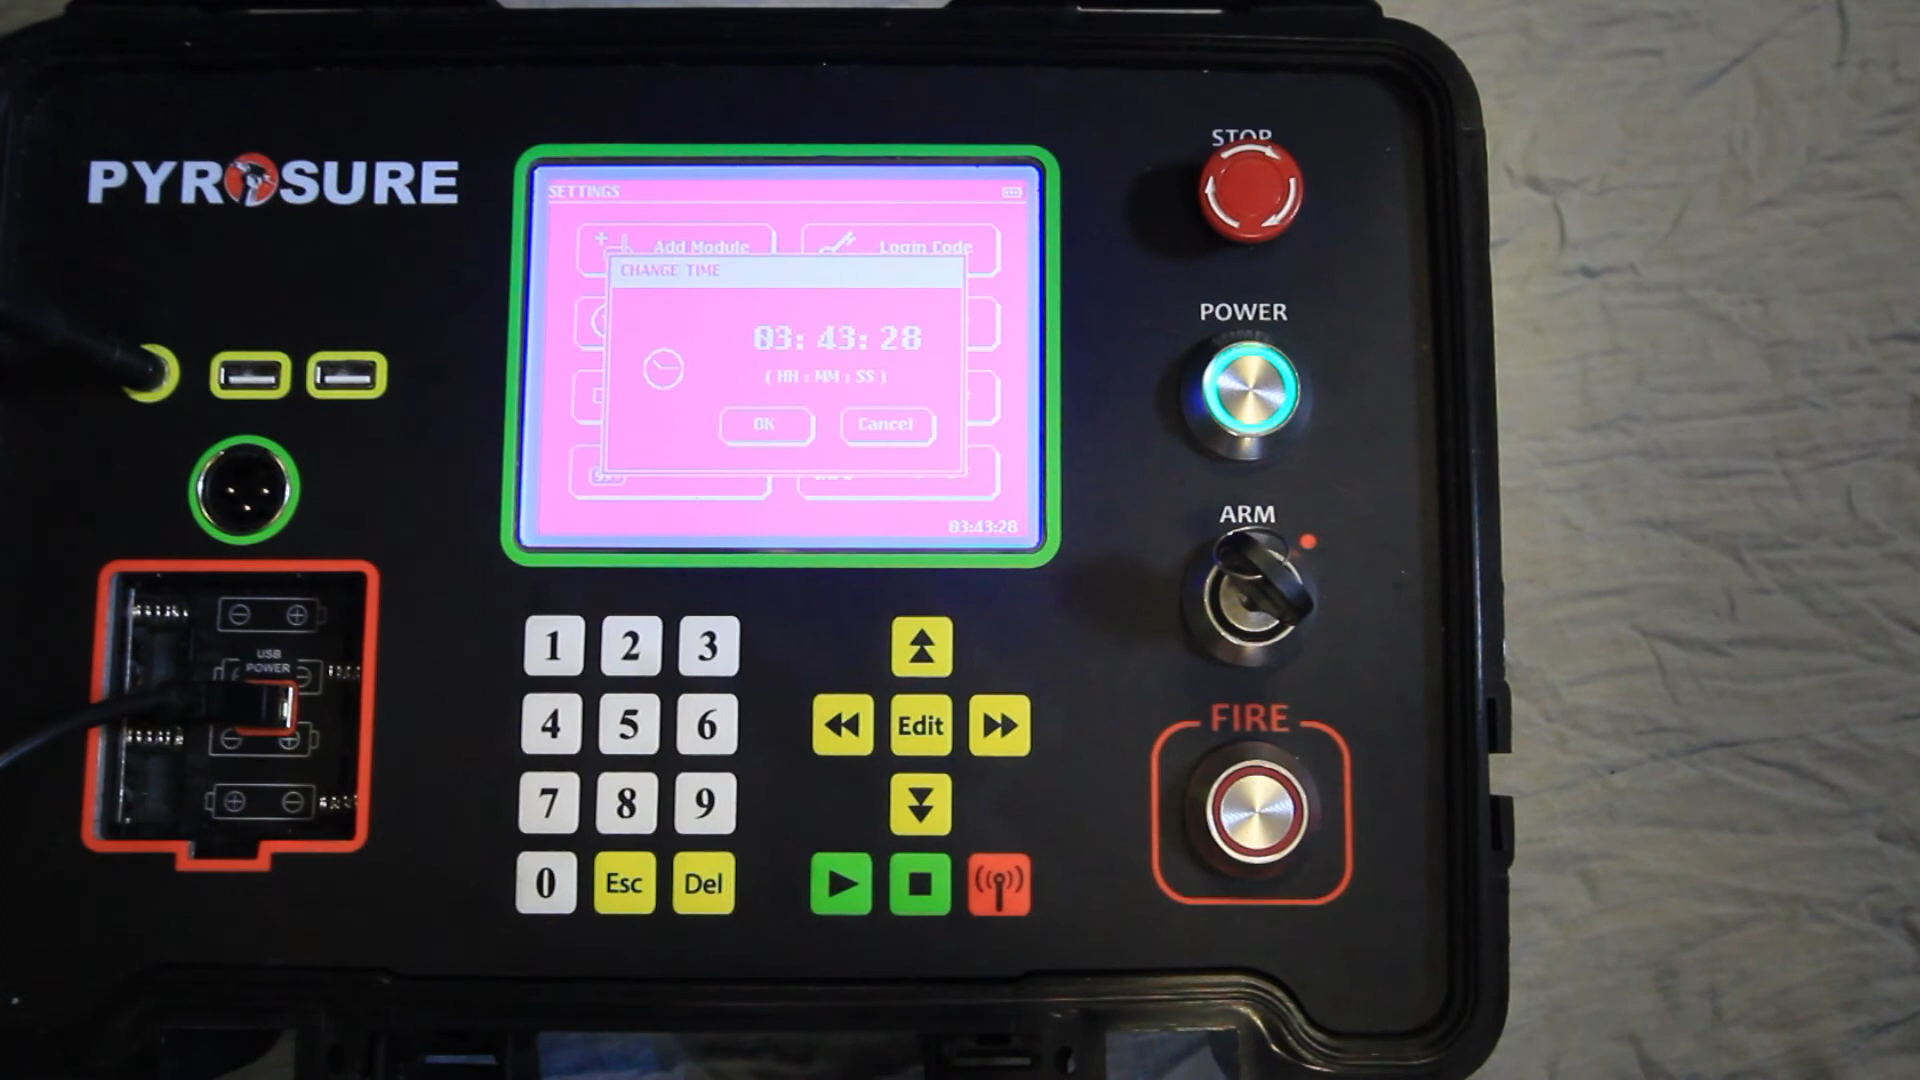 PYROSURE
SETTINGS
Add Module
Login Code
CHANGE TIME
03: 43: 28
( HH : MM : SS )
OK
Cancel
03:43:28
STOP
POWER
ARM
FIRE
USB
POWER
1 2 3
4 5 6
7 8 9
0 Esc Del
Edit